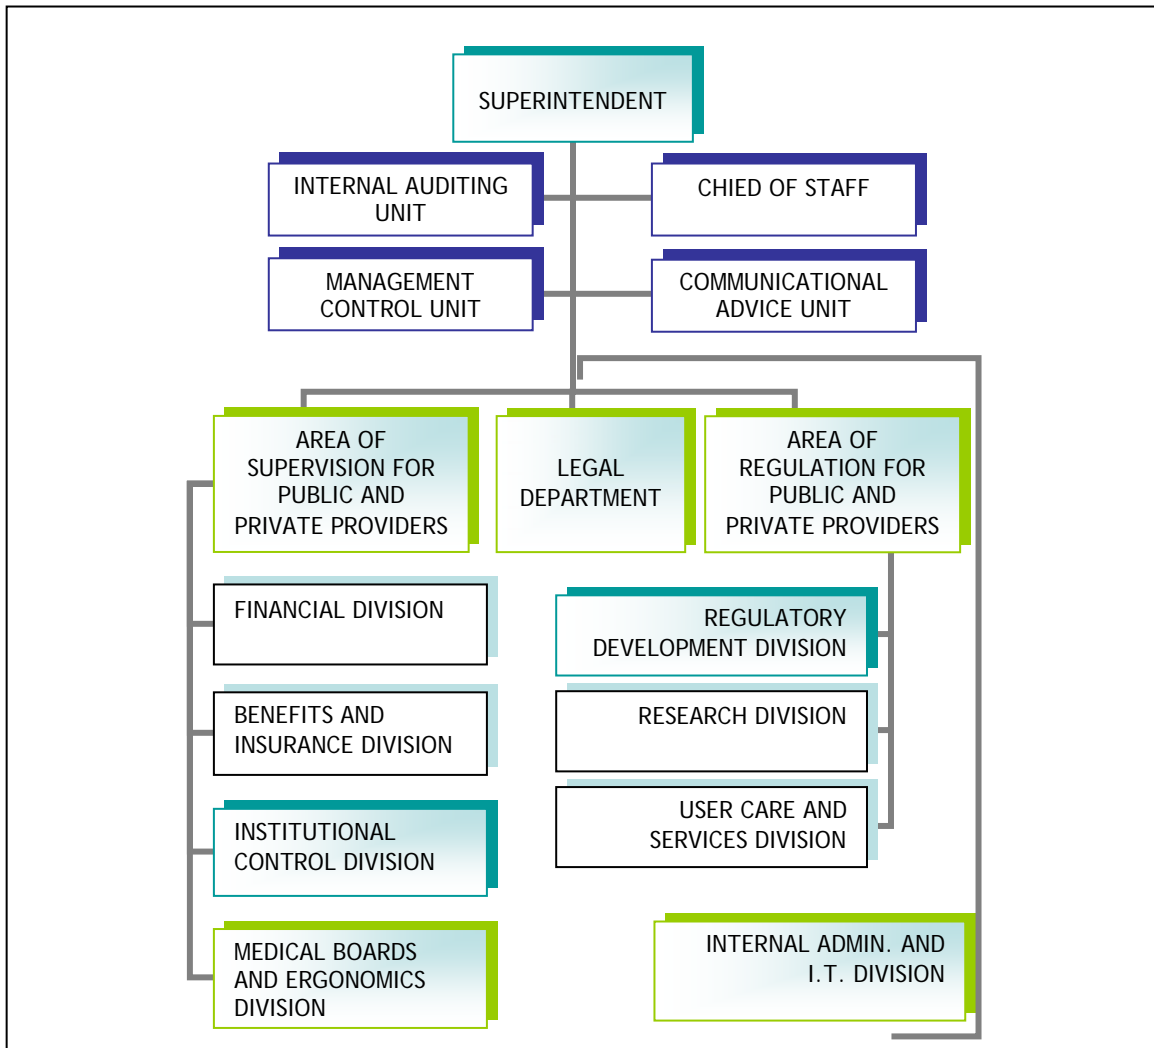 SUPERINTENDENT
INTERNAL AUDITING
UNIT
CHIED OF STAFF
MANAGEMENT
CONTROL UNIT
COMMUNICATIONAL
ADVICE UNIT
AREA OF
SUPERVISION FOR
PUBLIC AND
PRIVATE PROVIDERS
LEGAL
DEPARTMENT
AREA OF
REGULATION FOR
PUBLIC AND
PRIVATE PROVIDERS
FINANCIAL DIVISION
BENEFITS AND
INSURANCE DIVISION
INSTITUTIONAL
CONTROL DIVISION
MEDICAL BOARDS
AND ERGONOMICS
DIVISION
REGULATORY
DEVELOPMENT DIVISION
RESEARCH DIVISION
USER CARE AND
SERVICES DIVISION
INTERNAL ADMIN. AND
I.T. DIVISION